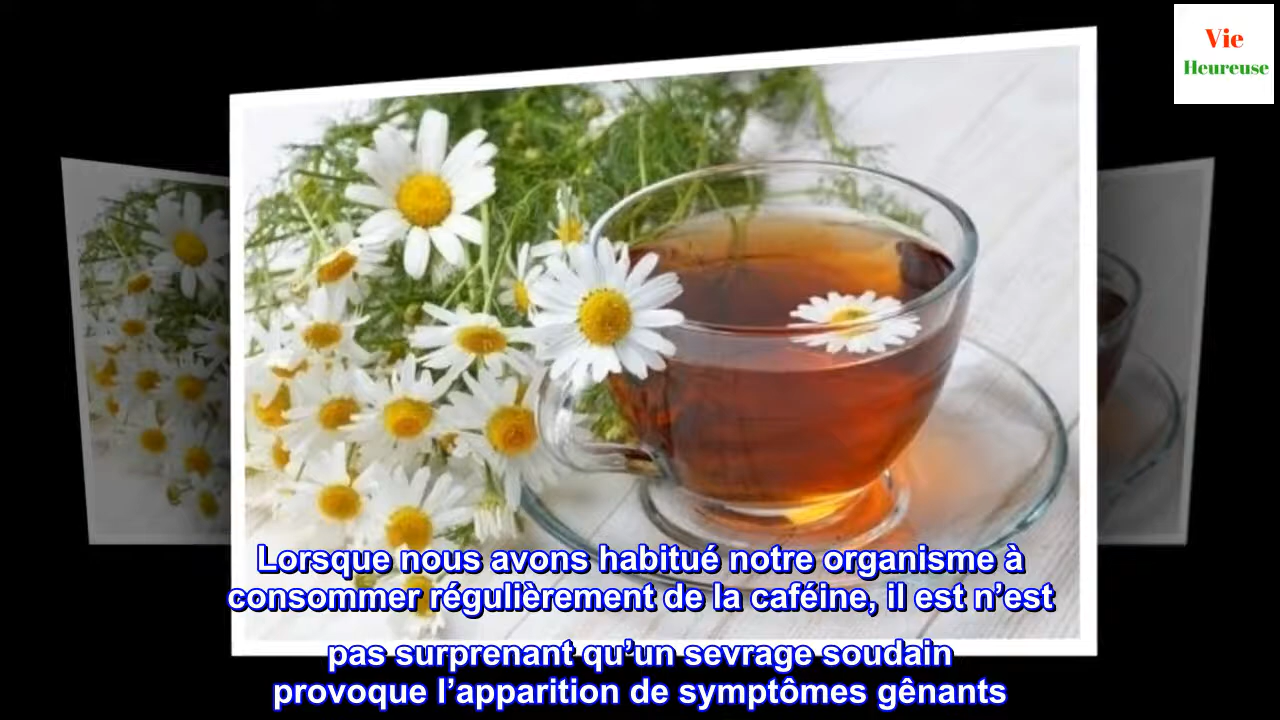 Vie
Heureuse
Lorsque nous avons habitué notre organisme à
consommer régulièrement de la caféine, il est n’est
pas surprenant qu’un sevrage soudain
provoque l’apparition de symptômes gênants